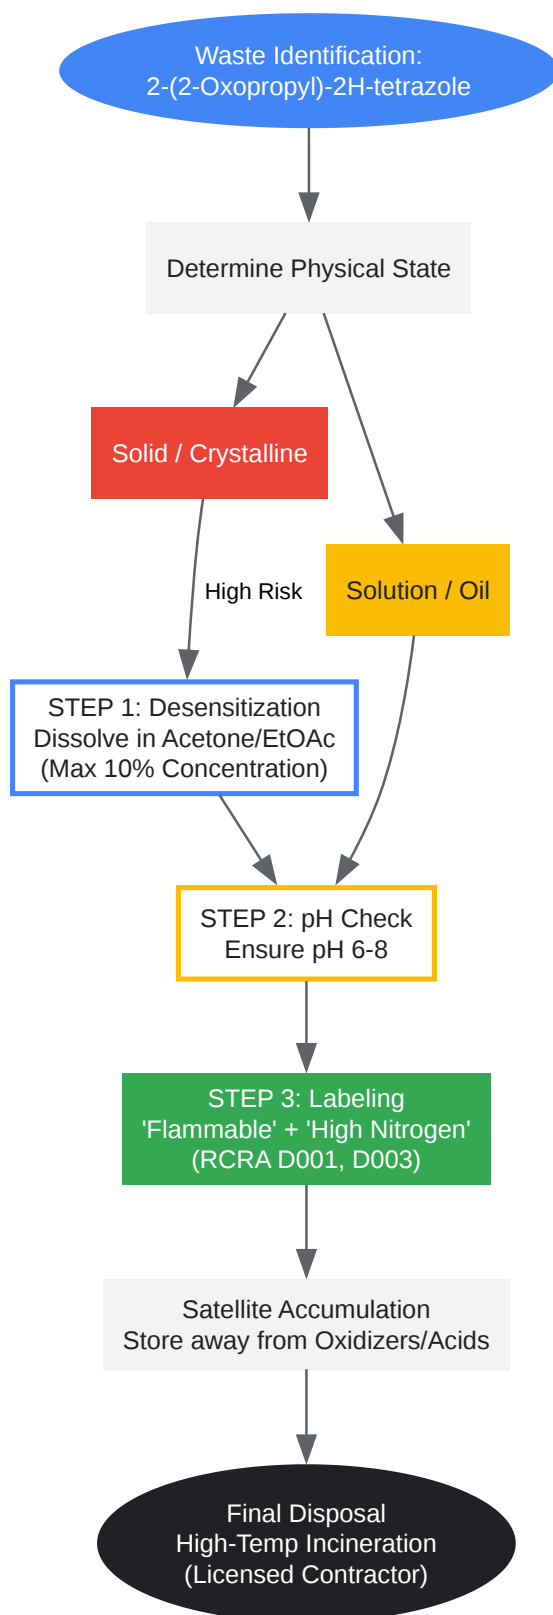 Waste Identification:
2-(2-Oxopropyl)-2H-tetrazole
Determine Physical State
Solid / Crystalline
High Risk
Solution / Oil
STEP 1: Desensitization
Dissolve in Acetone/EtOAc
(Max 10% Concentration)
STEP 2: pH Check
Ensure pH 6-8
STEP 3: Labeling
'Flammable' + 'High Nitrogen'
(RCRA D001, D003)
Satellite Accumulation
Store away from Oxidizers/Acids
Final Disposal
High-Temp Incineration
(Licensed Contractor)